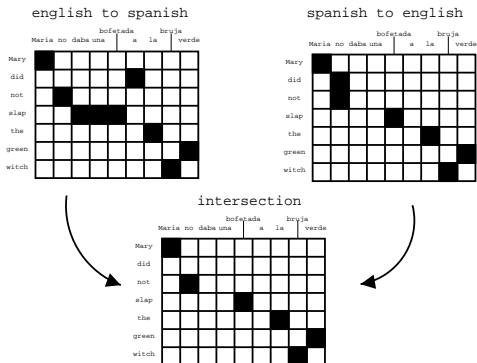 english to spanish
bofetada bruja
Maria no daba una a la verde
Mary
did
not
slap
the
green
witch
spanish to english
bofetada bruja
Maria no daba una a la verde
Mary
did
not
slap
the
green
witch
intersection
bofetada bruja
Maria no daba una a la verde
Mary
did
not
slap
the
green
witch